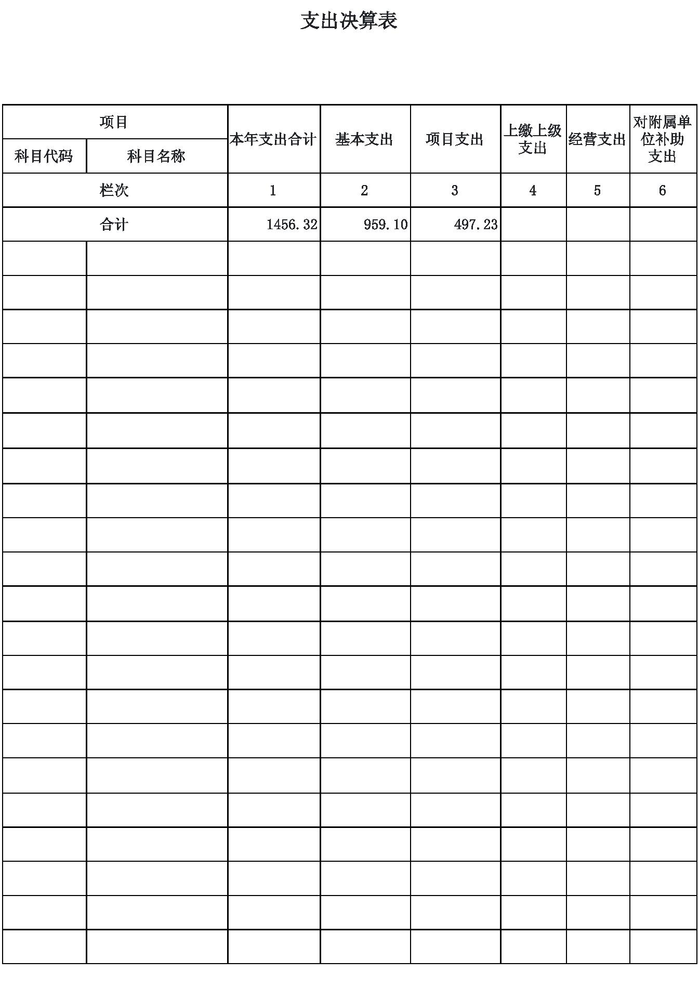 支出决算表
项目
本年支出合计
基本支出
项目支出
上缴上级
支出
经营支出
对附属单
位补助
支出
科目代码
科目名称
栏次 1 2 3 4 5 6
合计 1456.32 959.10 497.23